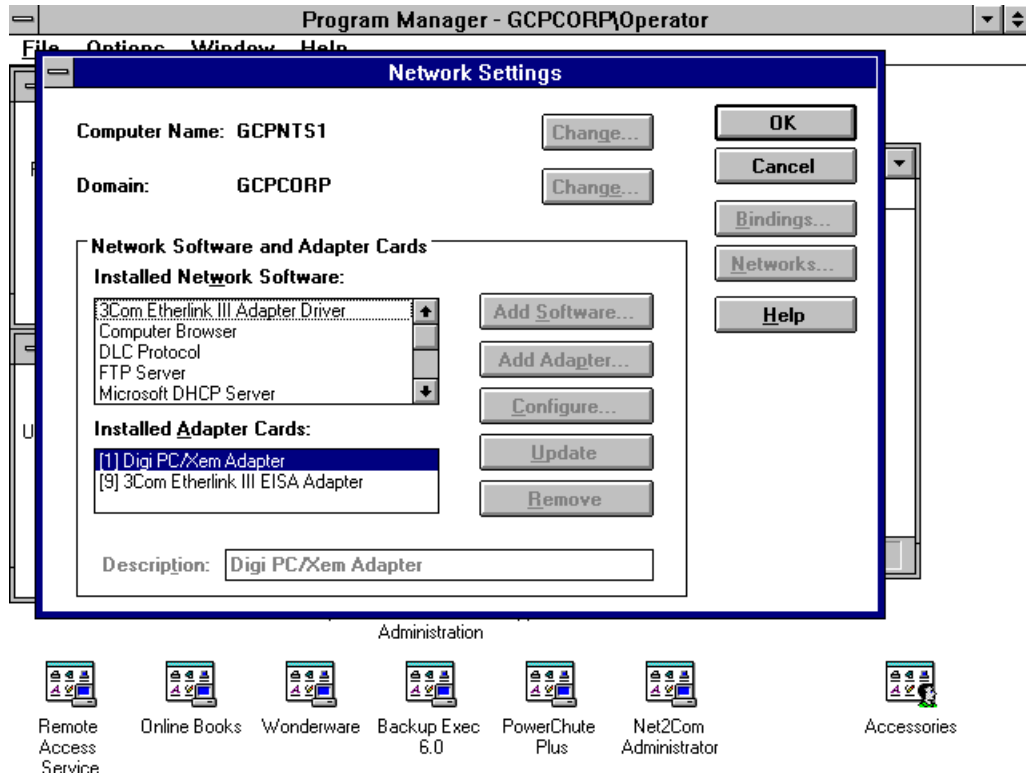 Program Manager - GCPCORP\Operator
File Options Window Help
Network Settings
Computer Name: GCPNTS1
Change...
OK
Cancel
Domain: GCPCORP
Change...
Bindings...
Networks...
Help
Network Software and Adapter Cards
Installed Network Software:
3Com Etherlink III Adapter Driver
Computer Browser
DLC Protocol
FTP Server
Microsoft DHCP Server
Add Software...
Add Adapter...
Configure...
Update
Remove
Installed Adapter Cards:
[1] Digi PC/Xem Adapter
[9] 3Com Etherlink III EISA Adapter
Description: Digi PC/Xem Adapter
U
Administration
Remote
Access
Service
Online Books
Wonderware
Backup Exec
6.0
PowerChute
Plus
Net2Com
Administrator
Accessories